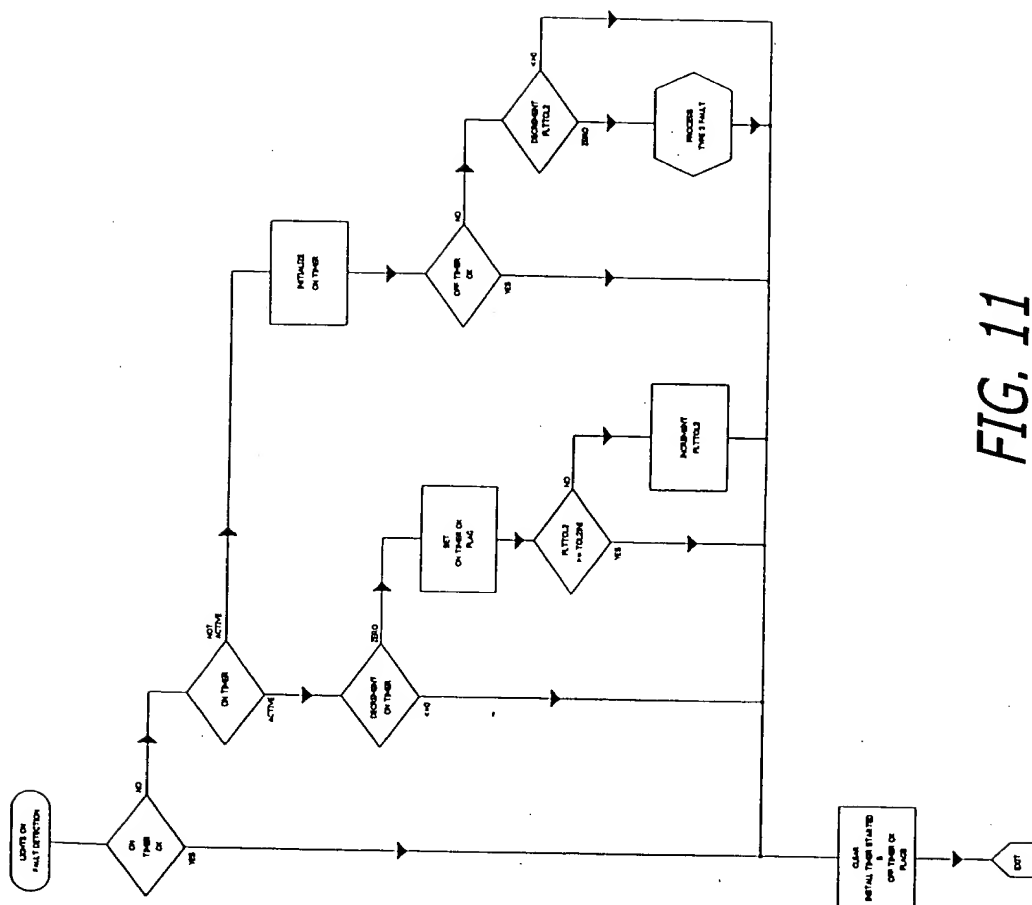 LIGHTS ON
FAULT DETECTION
ON
TIMER
OK
NO
YES
ON TIMER
NOT
ACTIVE
ACTIVE
DECREMENT
ON TIMER
ZERO
<>0
SET
ON TIMER OK
FLAG
FLTTOL2
>= TOL2INI
NO
YES
INCREMENT
FLTTOL2
INITIALIZE
ON TIMER
OFF TIMER
OK
NO
YES
DECREMENT
FLTTOL2
<>0
ZERO
PROCESS
TYPE 2 FAULT
CLEAR
INSTALL TIMER STARTED
&
OFF TIMER OK
FLAGS
EXIT
FIG. 11